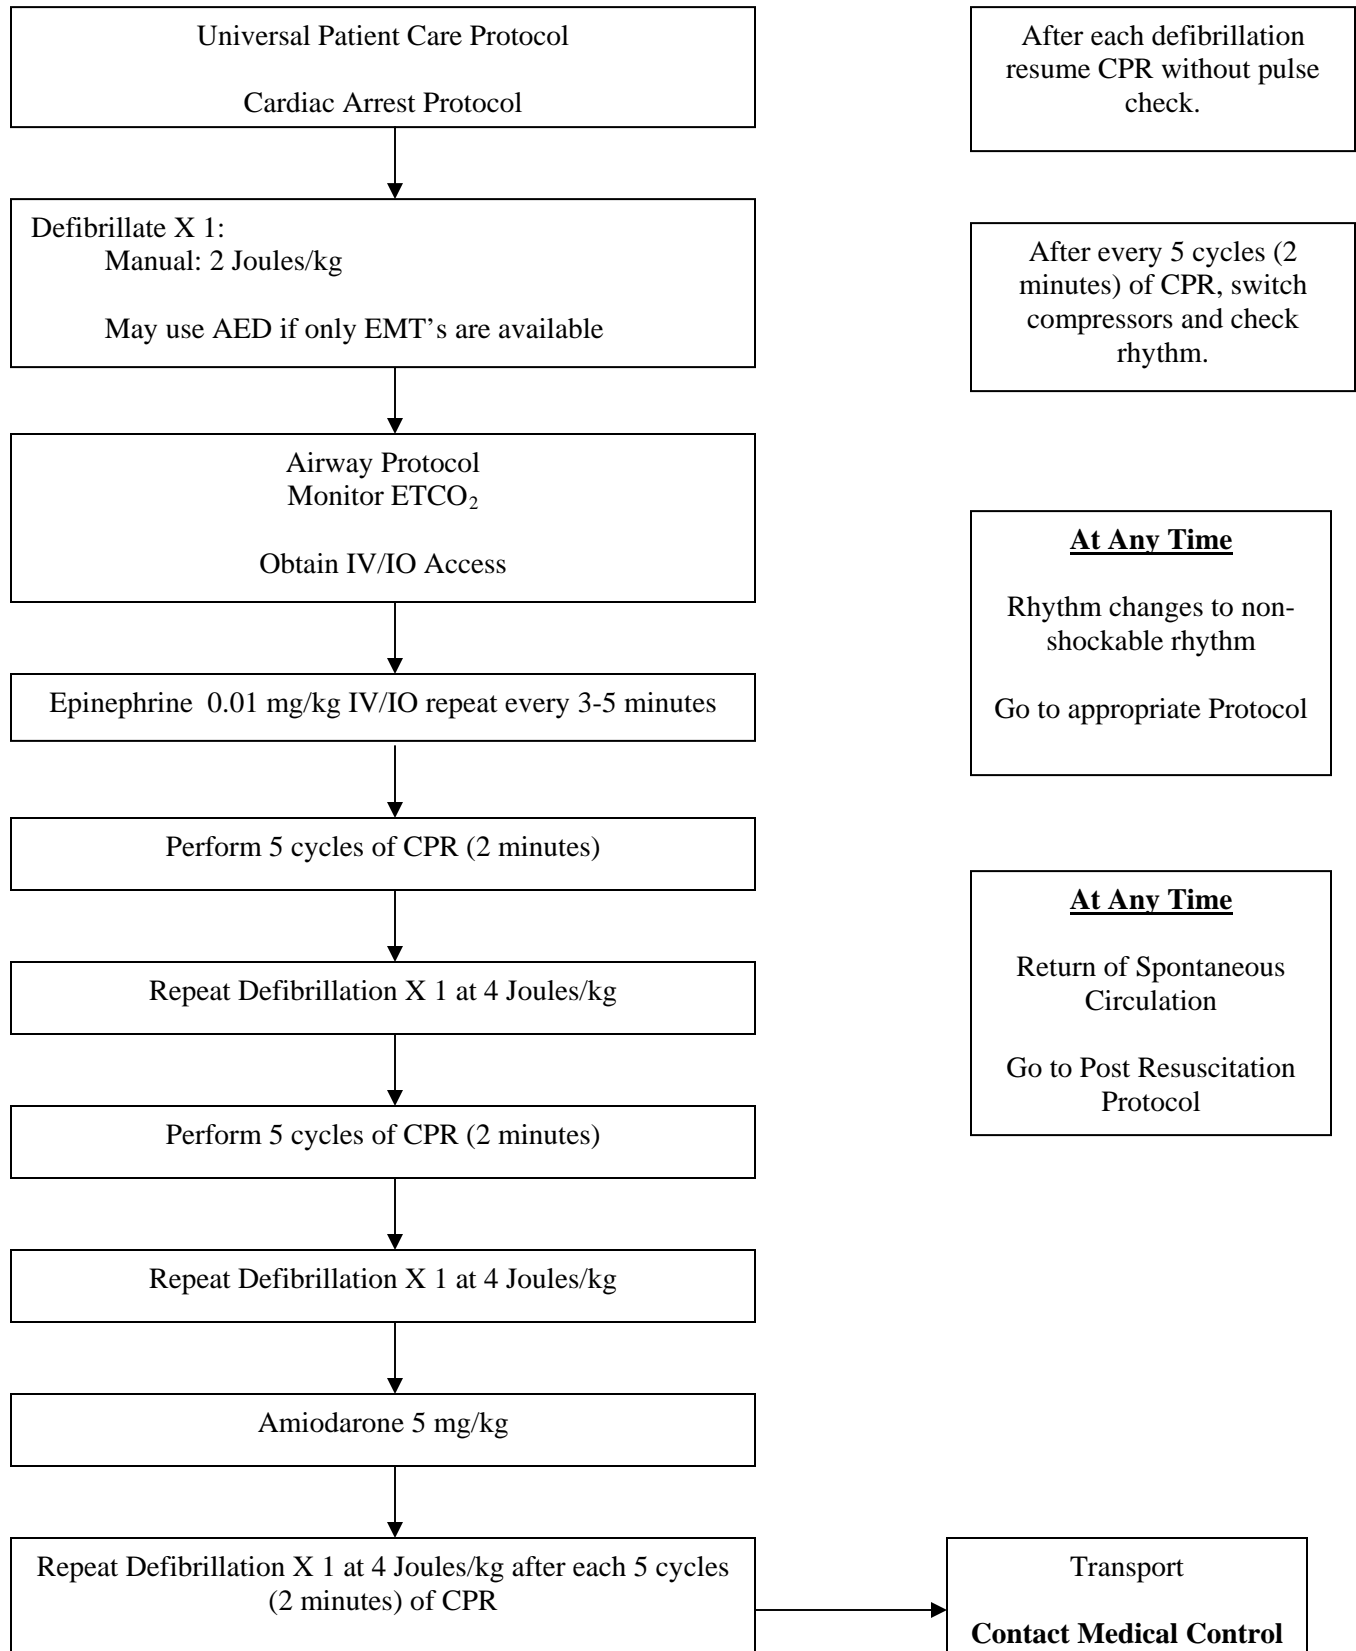 Universal Patient Care Protocol
Cardiac Arrest Protocol
Defibrillate X 1:
Manual: 2 Joules/kg
May use AED if only EMT’s are available
Airway Protocol
Monitor ETCO₂
Obtain IV/IO Access
Epinephrine  0.01 mg/kg IV/IO repeat every 3-5 minutes
Perform 5 cycles of CPR (2 minutes)
Repeat Defibrillation X 1 at 4 Joules/kg
Perform 5 cycles of CPR (2 minutes)
Repeat Defibrillation X 1 at 4 Joules/kg
Amiodarone 5 mg/kg
Repeat Defibrillation X 1 at 4 Joules/kg after each 5 cycles
(2 minutes) of CPR
After each defibrillation
resume CPR without pulse
check.
After every 5 cycles (2
minutes) of CPR, switch
compressors and check
rhythm.
At Any Time
Rhythm changes to non-
shockable rhythm
Go to appropriate Protocol
At Any Time
Return of Spontaneous
Circulation
Go to Post Resuscitation
Protocol
Transport
Contact Medical Control